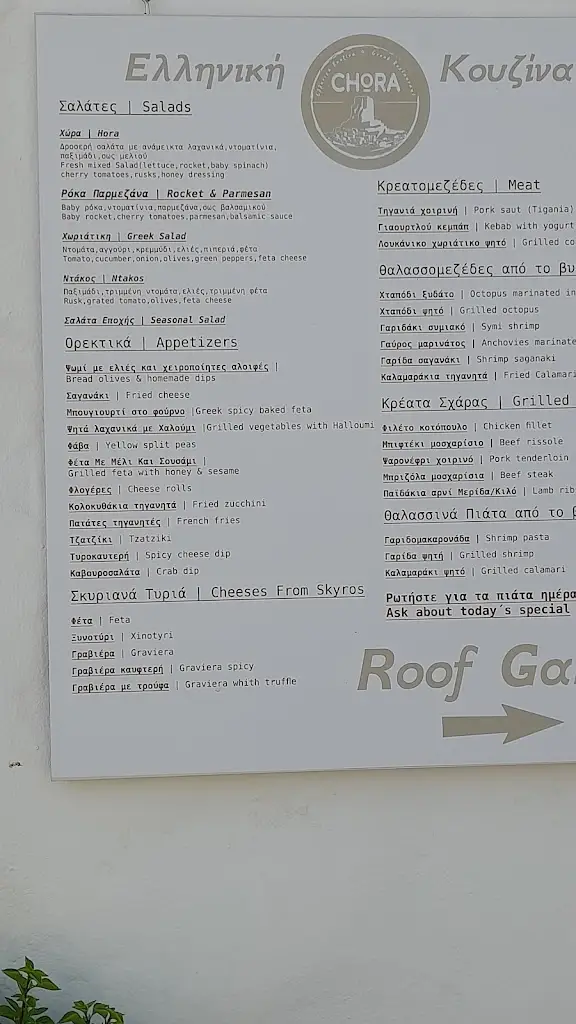 Ελληνική
CHORA
Κουζίνα
Σαλάτες | Salads
Χώρα | Hora
Δροσερή σαλάτα με ανάμεικτα λαχανικά,ντοματίνια,
παξιμάδι,σως μελιού
Fresh mixed Salad(lettuce,rocket,baby spinach)
cherry tomatoes,rusks,honey dressing
Ρόκα Παρμεζάνα | Rocket & Parmesan
Baby ρόκα,ντοματίνια,παρμεζάνα,σως βαλσαμικού
Baby rocket,cherry tomatoes,parmesan,balsamic sauce
Χωριάτικη | Greek Salad
Ντομάτα,αγγούρι,κρεμμύδι,ελιές,πιπεριά,φέτα
Tomato,cucumber,onion,olives,green peppers,feta cheese
Ντάκος | Ntakos
Παξιμάδι,τριμμένη ντομάτα,ελιές,τριμμένη φέτα
Rusk,grated tomato,olives,feta cheese
Σαλάτα Εποχής | Seasonal Salad
Ορεκτικά | Appetizers
Ψωμί με ελιές και χειροποίητες αλοιφές |
Bread olives & homemade dips
Σαγανάκι | Fried cheese
Μπουγιουρτί στο φούρνο |Greek spicy baked feta
Ψητά λαχανικά με Χαλούμι |Grilled vegetables with Halloumi
Φάβα | Yellow split peas
Φέτα Με Μέλι Και Σουσάμι |
Grilled feta with honey & sesame
Φλογέρες | Cheese rolls
Κολοκυθάκια τηγανητά | Fried zucchini
Πατάτες τηγανητές | French fries
Τζατζίκι | Tzatziki
Τυροκαυτερή | Spicy cheese dip
Καβουροσαλάτα | Crab dip
Σκυριανά Τυριά | Cheeses From Skyros
Φέτα | Feta
Ξυνοτύρι | Xinotyri
Γραβιέρα | Graviera
Γραβιέρα καυφτερή | Graviera spicy
Γραβιέρα με τρούφα | Graviera whith truffle
Κρεατομεζέδες | Meat
Τηγανιά χοιρινή | Pork saut (Tigania)
Γιαουρτλού κεμπάπ | Kebab with yogurt
Λουκάνικο χωριάτικο ψητό | Grilled co
Θαλασσομεζέδες από το βυ
Χταπόδι ξυδάτο | Octopus marinated in
Χταπόδι ψητό | Grilled octopus
Γαριδάκι συμιακό | Symi shrimp
Γαύρος μαρινάτος | Anchovies marinate
Γαρίδα σαγανάκι | Shrimp saganaki
Καλαμαράκια τηγανητά | Fried Calamari
Κρέατα Σχάρας | Grilled
Φιλέτο κοτόπουλο | Chicken fillet
Μπιφτέκι μοσχαρίσιο | Beef rissole
Ψαρονέφρι χοιρινό | Pork tenderloin
Μπριζόλα μοσχαρίσια | Beef steak
Παϊδάκια αρνί Μερίδα/Κιλό | Lamb rib
Θαλασσινά Πιάτα από το β
Γαριδομακαρονάδα | Shrimp pasta
Γαρίδα ψητή | Grilled shrimp
Καλαμαράκι ψητό | Grilled calamari
Ρωτήστε για τα πιάτα ημέρα
Ask about today´s special
Roof Ga